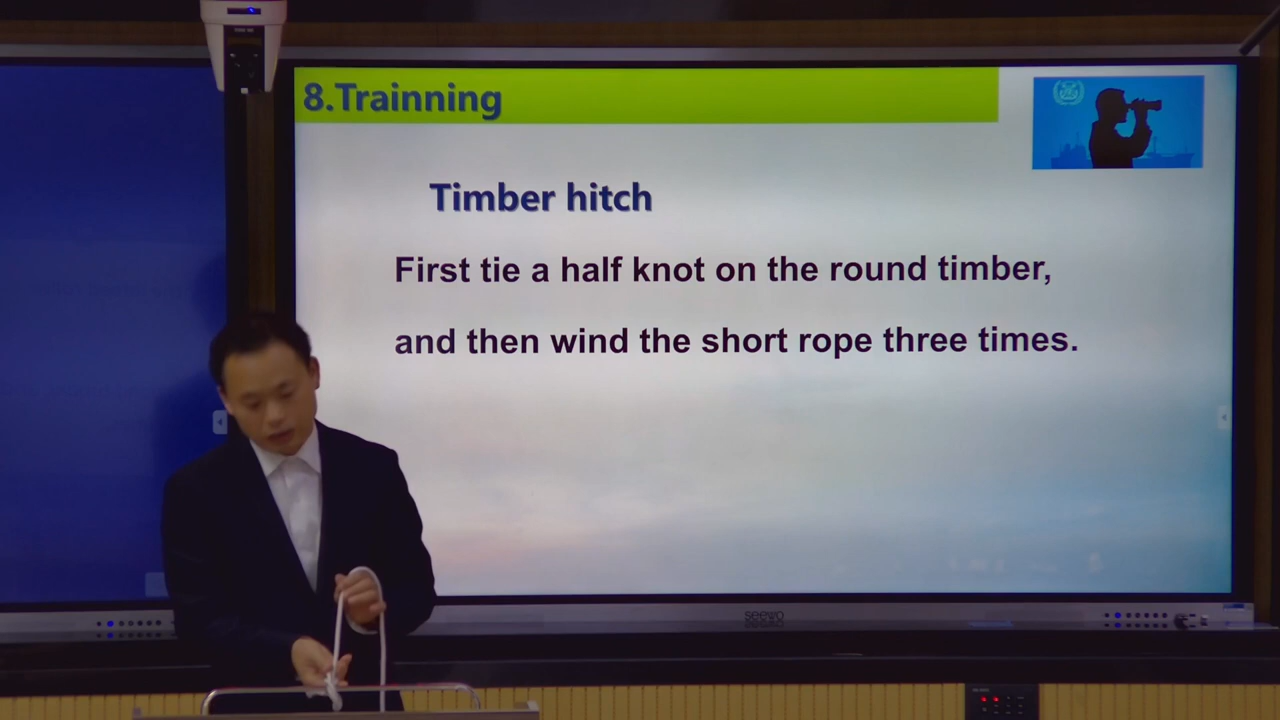 8.Trainning
Timber hitch
First tie a half knot on the round timber,
and then wind the short rope three times.
seewo